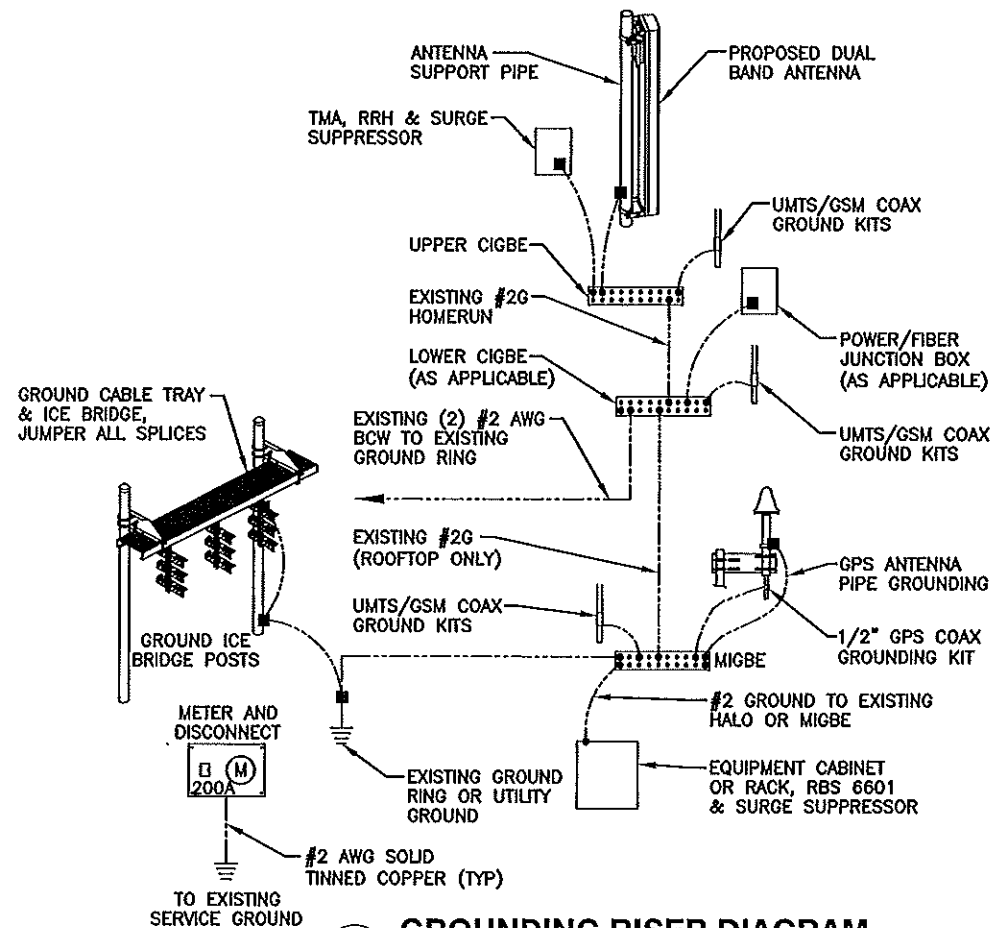 ANTENNA
SUPPORT PIPE
PROPOSED DUAL
BAND ANTENNA
TMA, RRH & SURGE
SUPPRESSOR
UMTS/GSM COAX
GROUND KITS
UPPER CIGBE
EXISTING #2G
HOMERUN
POWER/FIBER
JUNCTION BOX
(AS APPLICABLE)
LOWER CIGBE
(AS APPLICABLE)
GROUND CABLE TRAY
& ICE BRIDGE,
JUMPER ALL SPLICES
EXISTING (2) #2 AWG
BCW TO EXISTING
GROUND RING
UMTS/GSM COAX
GROUND KITS
EXISTING #2G
(ROOFTOP ONLY)
GPS ANTENNA
PIPE GROUNDING
UMTS/GSM COAX
GROUND KITS
1/2" GPS COAX
GROUNDING KIT
GROUND ICE
BRIDGE POSTS
MIGBE
#2 GROUND TO EXISTING
HALO OR MIGBE
METER AND
DISCONNECT
M
200A
EXISTING GROUND
RING OR UTILITY
GROUND
EQUIPMENT CABINET
OR RACK, RBS 6601
& SURGE SUPPRESSOR
#2 AWG SOLID
TINNED COPPER (TYP)
TO EXISTING
SERVICE GROUND
GROUNDING RISER DIAGRAM